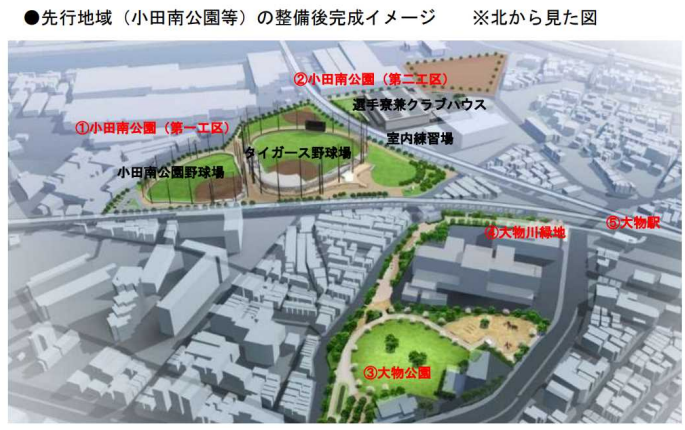 ●先行地域（小田南公園等）の整備後完成イメージ　　※北から見た図
②小田南公園（第二工区）
選手寮兼クラブハウス
①小田南公園（第一工区）
室内練習場
タイガース野球場
小田南公園野球場
⑤大物駅
④大物川緑地
③大物公園